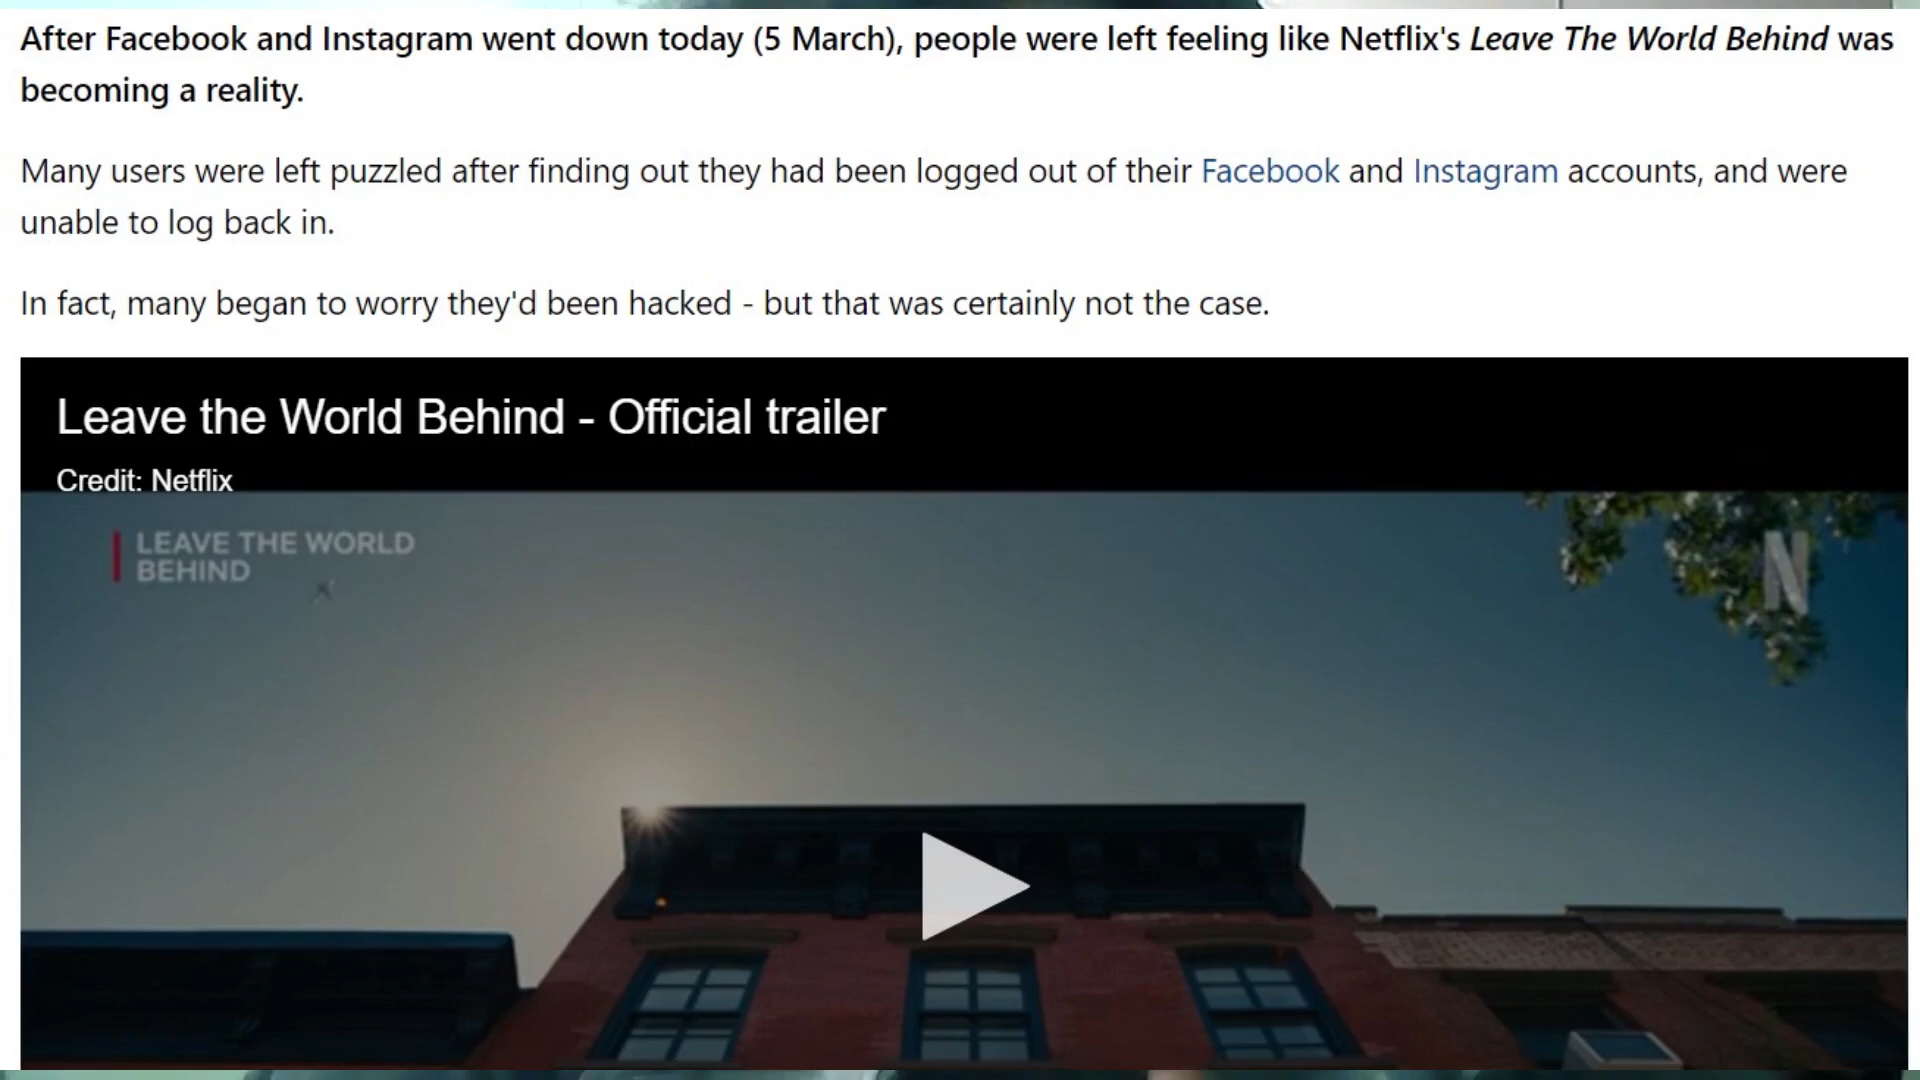 After Facebook and Instagram went down today (5 March), people were left feeling like Netflix's Leave The World Behind was
becoming a reality.
Many users were left puzzled after finding out they had been logged out of their Facebook and Instagram accounts, and were
unable to log back in.
In fact, many began to worry they'd been hacked - but that was certainly not the case.
Leave the World Behind - Official trailer
Credit: Netflix
LEAVE THE WORLD
BEHIND
N